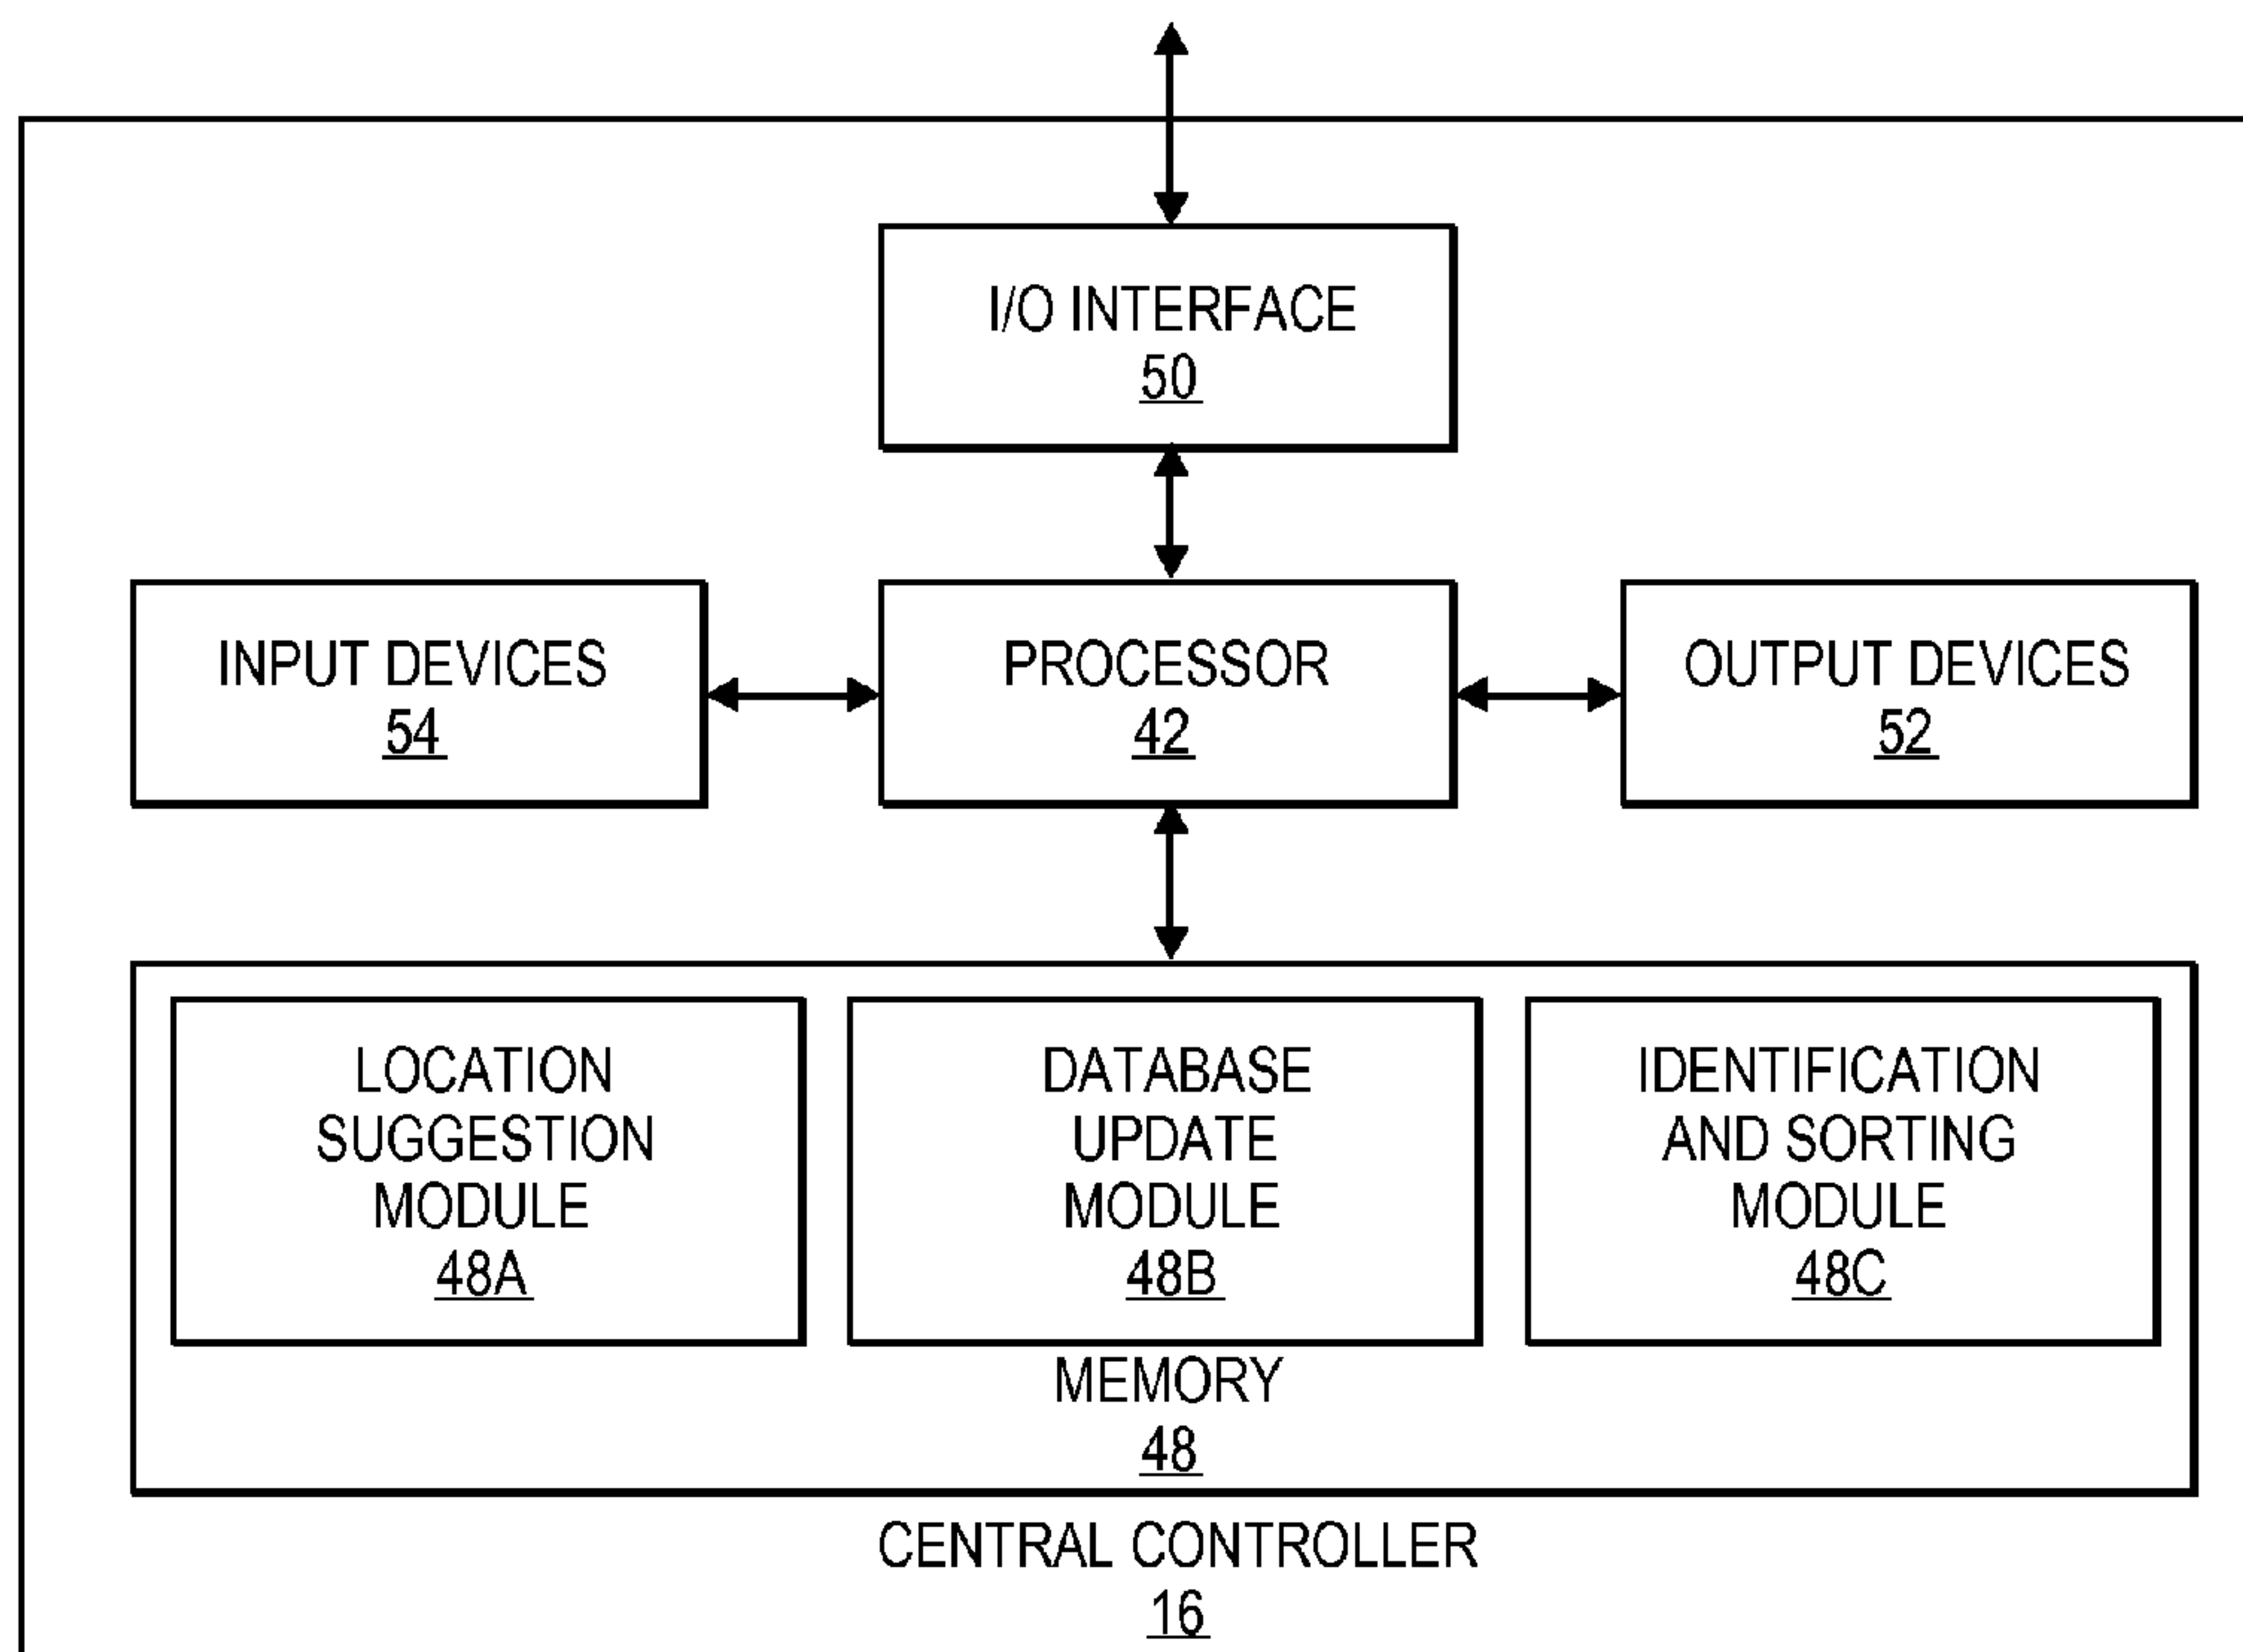 I/O INTERFACE
50
INPUT DEVICES
54
PROCESSOR
42
OUTPUT DEVICES
52
LOCATION
SUGGESTION
MODULE
48A
DATABASE
UPDATE
MODULE
48B
IDENTIFICATION
AND SORTING
MODULE
48C
MEMORY
48
CENTRAL CONTROLLER
16